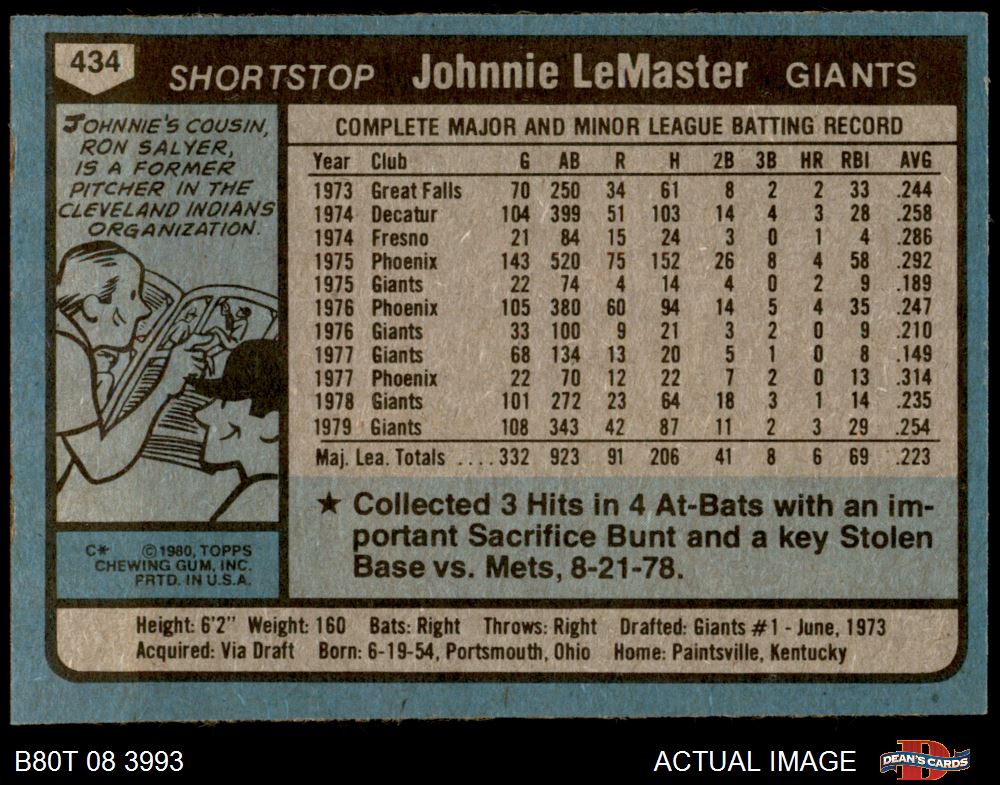 434
SHORTSTOP Johnnie LeMaster GIANTS
JOHNNIE'S COUSIN,
RON SALYER,
IS A FORMER
PITCHER IN THE
CLEVELAND INDIANS
ORGANIZATION.
C* ©1980, TOPPS
CHEWING GUM, INC.
PRTD. IN U.S.A.
COMPLETE MAJOR AND MINOR LEAGUE BATTING RECORD
Year Club G AB R H 2B 3B HR RBI AVG
1973 Great Falls 70 250 34 61 8 2 2 33 .244
1974 Decatur 104 399 51 103 14 4 3 28 .258
1974 Fresno 21 84 15 24 3 0 1 4 .286
1975 Phoenix 143 520 75 152 26 8 4 58 .292
1975 Giants 22 74 4 14 4 0 2 9 .189
1976 Phoenix 105 380 60 94 14 5 4 35 .247
1976 Giants 33 100 9 21 3 2 0 9 .210
1977 Giants 68 134 13 20 5 1 0 8 .149
1977 Phoenix 22 70 12 22 7 2 0 13 .314
1978 Giants 101 272 23 64 18 3 1 14 .235
1979 Giants 108 343 42 87 11 2 3 29 .254
Maj. Lea. Totals ....332 923 91 206 41 8 6 69 .223
★ Collected 3 Hits in 4 At-Bats with an im-
portant Sacrifice Bunt and a key Stolen
Base vs. Mets, 8-21-78.
Height: 6'2" Weight: 160 Bats: Right Throws: Right Drafted: Giants #1 - June, 1973
Acquired: Via Draft Born: 6-19-54, Portsmouth, Ohio Home: Paintsville, Kentucky
B80T 08 3993
ACTUAL IMAGE
D
DEAN'S CARDS